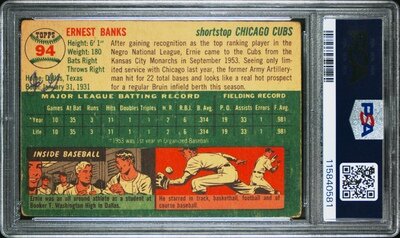 TOPPS
94
ERNEST BANKS
shortstop CHICAGO CUBS
Height: 6' 1"
Weight: 180
Bats Right
Throws Right
Home: Dallas, Texas
Born: January 31, 1931
After gaining recognition as the top ranking player in the
Negro National League, Ernie came to the Cubs from the
Kansas City Monarchs in September 1953. Seeing only limited
service with Chicago last year, the former Army Artillery-
man hit for 22 total bases and looks like a real hot prospect
for a regular Bruin infield berth this season.
MAJOR LEAGUE BATTING RECORD
FIELDING RECORD
Games At Bat Runs Hits Doubles Triples H.R. R.B.I. B.Avg. P.O. Assists Errors F.Avg.
*Year 10 35 3 11 1 1 2 6 .314 19 33 1 .981
Life 10 35 3 11 1 1 2 6 .314 19 33 1 .981
*1953 was 1st year in majors.
INSIDE BASEBALL
Ernie was all around athlete as a student at
Booker T. Washington High in Dallas.
He starred in track, basketball, football and of
course baseball.
PSA
115840581